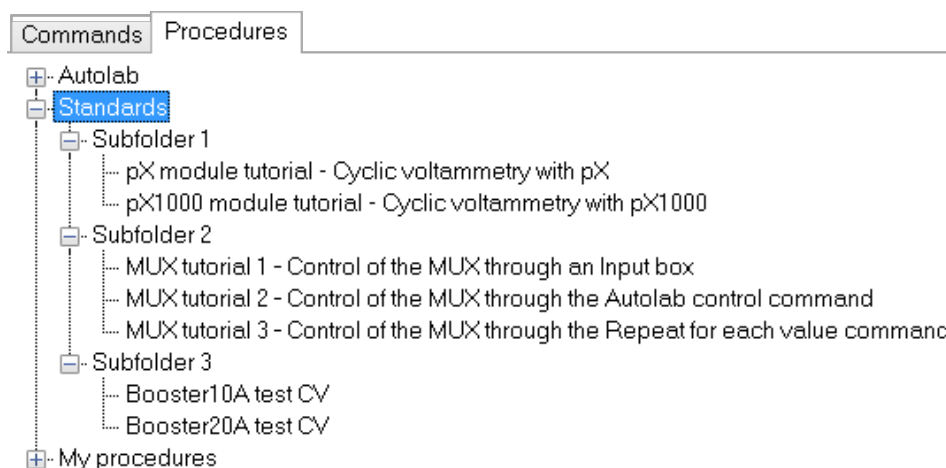 Commands Procedures
Autolab
Standards
Subfolder 1
pX module tutorial - Cyclic voltammetry with pX
pX1000 module tutorial - Cyclic voltammetry with pX1000
Subfolder 2
MUX tutorial 1 - Control of the MUX through an Input box
MUX tutorial 2 - Control of the MUX through the Autolab control command
MUX tutorial 3 - Control of the MUX through the Repeat for each value command
Subfolder 3
Booster10A test CV
Booster20A test CV
My procedures